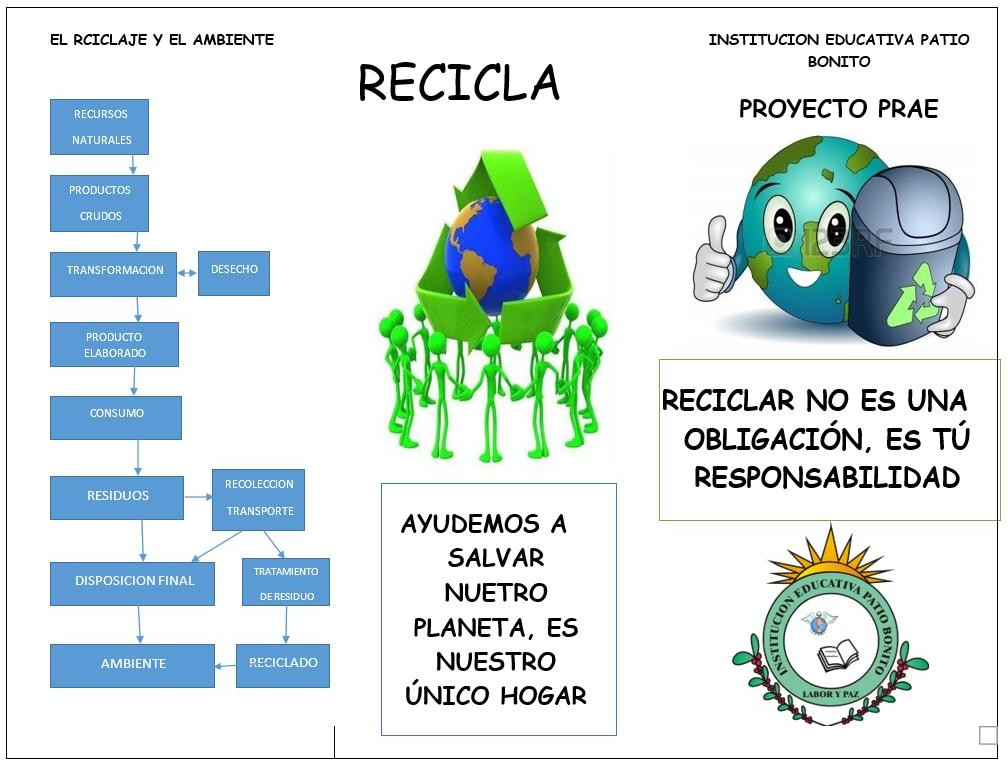 EL RCICLAJE Y EL AMBIENTE
RECURSOS
NATURALES
PRODUCTOS
CRUDOS
TRANSFORMACION
DESECHO
PRODUCTO
ELABORADO
CONSUMO
RESIDUOS
RECOLECCION
TRANSPORTE
DISPOSICION FINAL
TRATAMIENTO
DE RESIDUO
AMBIENTE
RECICLADO
RECICLA
AYUDEMOS A
SALVAR
NUETRO
PLANETA, ES
NUESTRO
ÚNICO HOGAR
INSTITUCION EDUCATIVA PATIO
BONITO
PROYECTO PRAE
RECICLAR NO ES UNA
OBLIGACIÓN, ES TÚ
RESPONSABILIDAD
INSTITUCION EDUCATIVA PATIO BONITO
LABOR Y PAZ